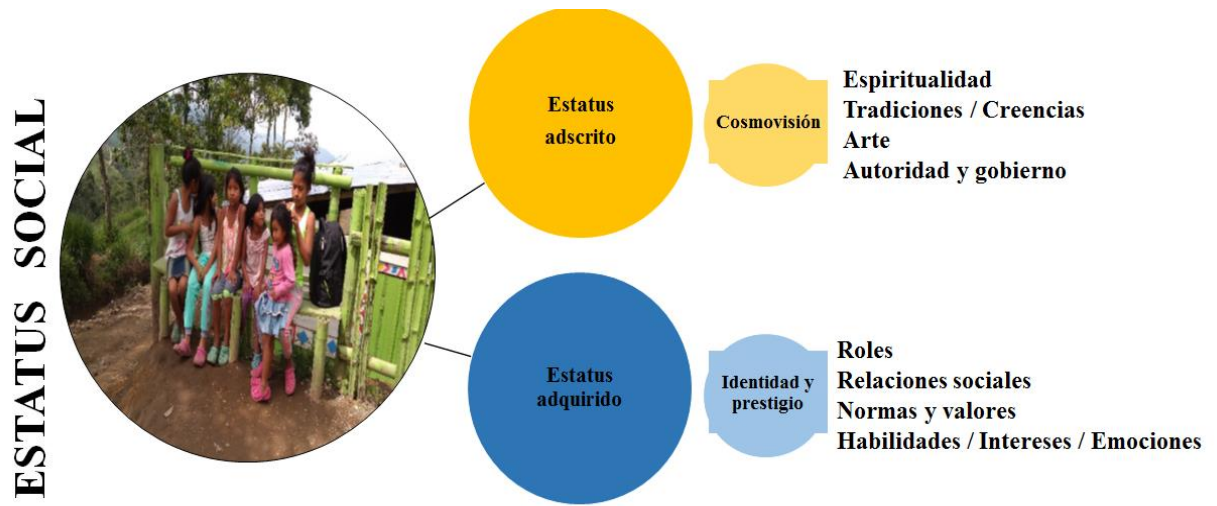 ESTATUS SOCIAL
Estatus
adscrito
Cosmovisión
Espiritualidad
Tradiciones / Creencias
Arte
Autoridad y gobierno
Estatus
adquirido
Identidad y
prestigio
Roles
Relaciones sociales
Normas y valores
Habilidades / Intereses / Emociones